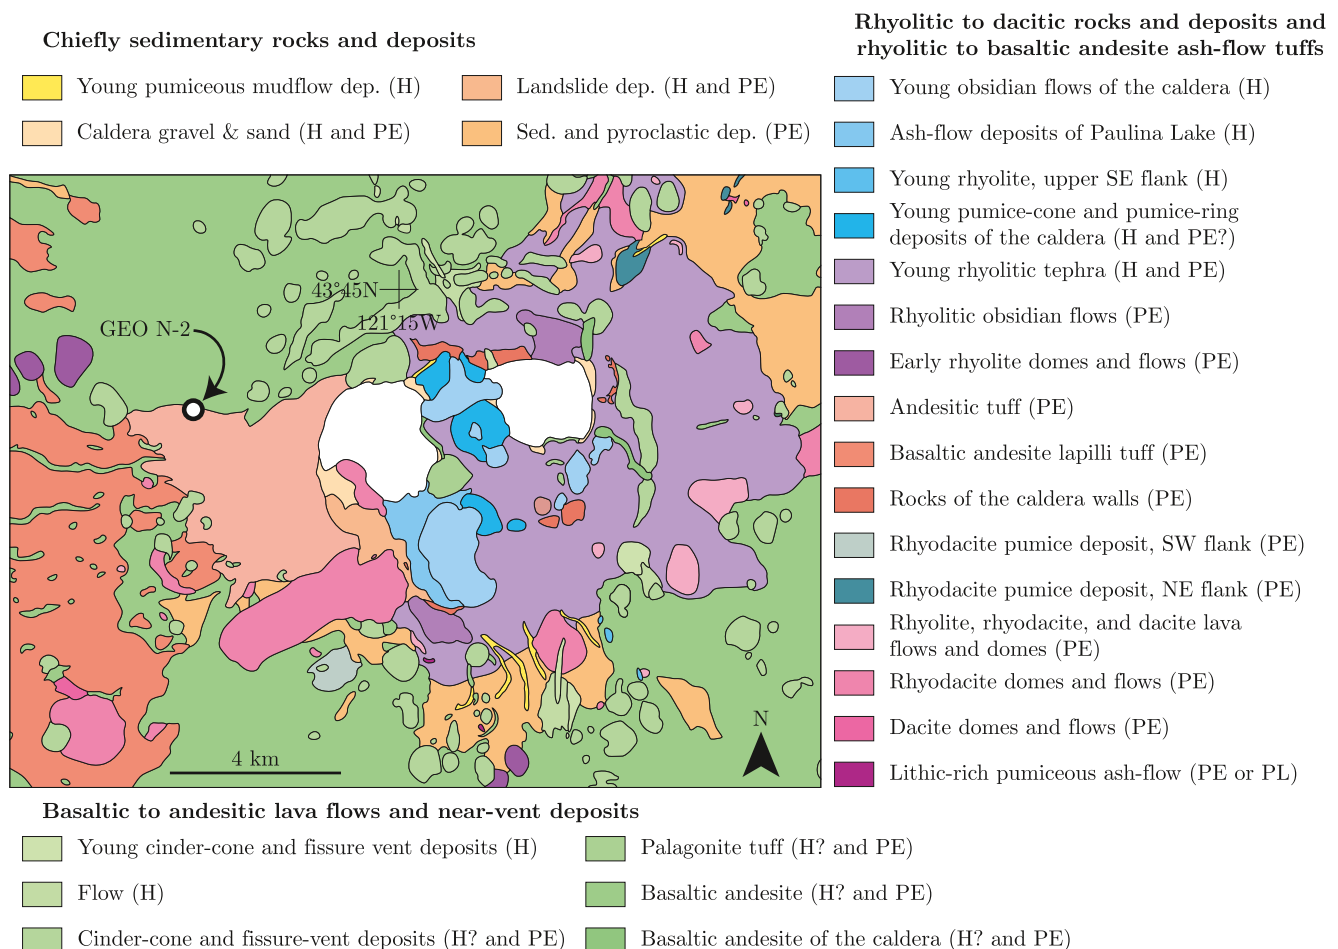 Chiefly sedimentary rocks and deposits
Young pumiceous mudflow dep. (H)
Caldera gravel & sand (H and PE)
Landslide dep. (H and PE)
Sed. and pyroclastic dep. (PE)
Rhyolitic to dacitic rocks and deposits and
rhyolitic to basaltic andesite ash-flow tuffs
Young obsidian flows of the caldera (H)
Ash-flow deposits of Paulina Lake (H)
Young rhyolite, upper SE flank (H)
Young pumice-cone and pumice-ring
deposits of the caldera (H and PE?)
Young rhyolitic tephra (H and PE)
Rhyolitic obsidian flows (PE)
Early rhyolite domes and flows (PE)
Andesitic tuff (PE)
Basaltic andesite lapilli tuff (PE)
Rocks of the caldera walls (PE)
Rhyodacite pumice deposit, SW flank (PE)
Rhyodacite pumice deposit, NE flank (PE)
Rhyolite, rhyodacite, and dacite lava
flows and domes (PE)
Rhyodacite domes and flows (PE)
Dacite domes and flows (PE)
Lithic-rich pumiceous ash-flow (PE or PL)
43°45N
121°15W
GEO N-2
4 km
N
Basaltic to andesitic lava flows and near-vent deposits
Young cinder-cone and fissure vent deposits (H)
Flow (H)
Cinder-cone and fissure-vent deposits (H? and PE)
Palagonite tuff (H? and PE)
Basaltic andesite (H? and PE)
Basaltic andesite of the caldera (H? and PE)